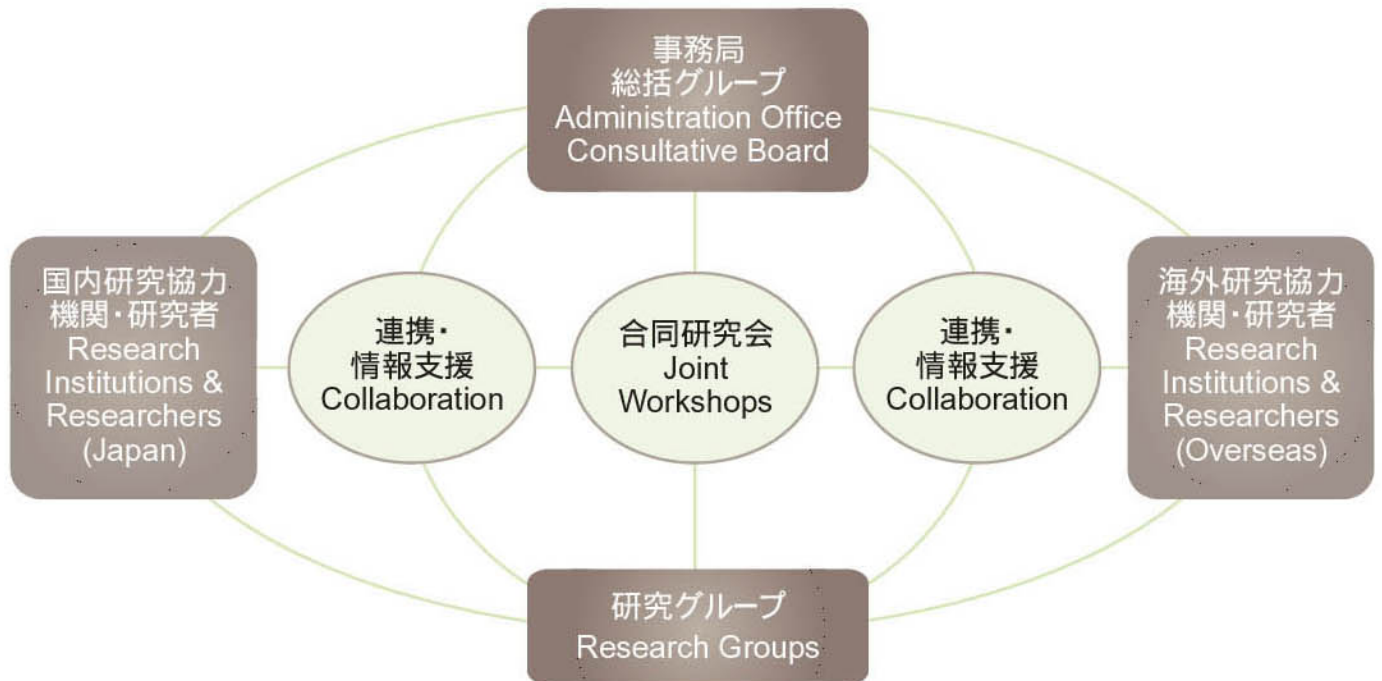 事務局
総括グループ
Administration Office
Consultative Board
国内研究協力
機関・研究者
Research
Institutions &
Researchers
(Japan)
連携・
情報支援
Collaboration
合同研究会
Joint
Workshops
連携・
情報支援
Collaboration
海外研究協力
機関・研究者
Research
Institutions &
Researchers
(Overseas)
研究グループ
Research Groups